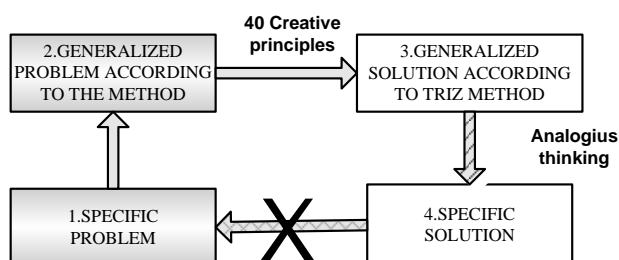 40 Creative
principles
2.GENERALIZED
PROBLEM ACCORDING
TO THE METHOD
3.GENERALIZED
SOLUTION ACCORDING
TO TRIZ METHOD
Analogius
thinking
1.SPECIFIC
PROBLEM
4.SPECIFIC
SOLUTION